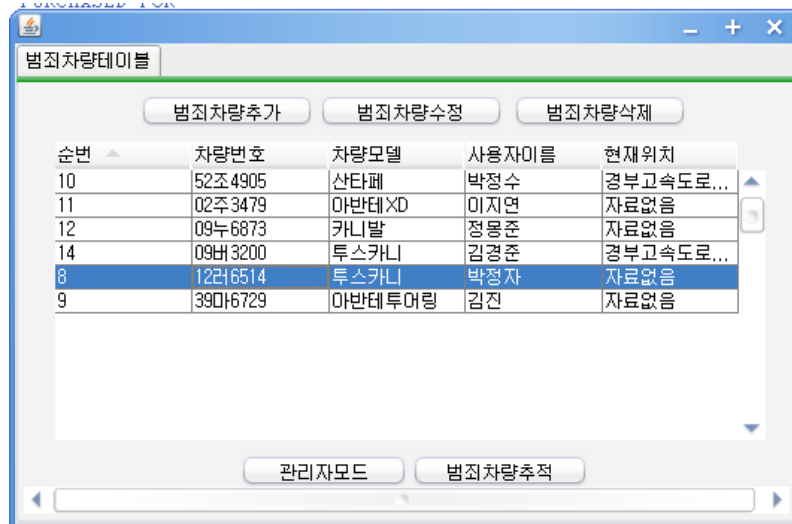 범죄차량테이블
범죄차량추가 범죄차량수정 범죄차량삭제
순번 차량번호 차량모델 사용자이름 현재위치
10 52조4905 산타페 박정수 경부고속도로...
11 02주3479 아반테XD 이지연 자료없음
12 09누6873 카니발 정몽준 자료없음
14 09버3200 투스카니 김경준 경부고속도로...
8 12러6514 투스카니 박정자 자료없음
9 39마6729 아반테투어링 김진 자료없음
관리자모드 범죄차량추적